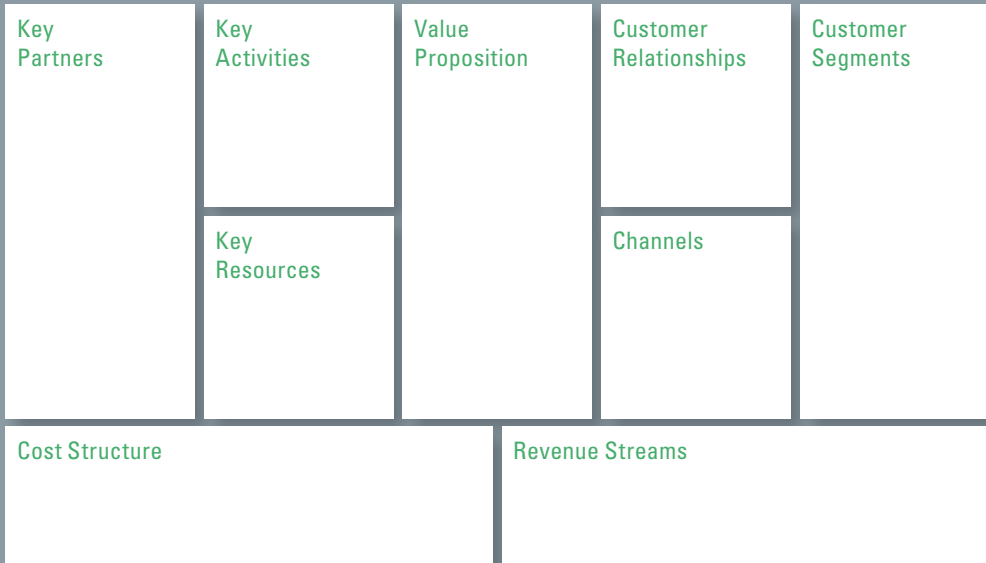 Key
Partners
Key
Activities
Value
Proposition
Customer
Relationships
Customer
Segments
Key
Resources
Channels
Cost Structure
Revenue Streams